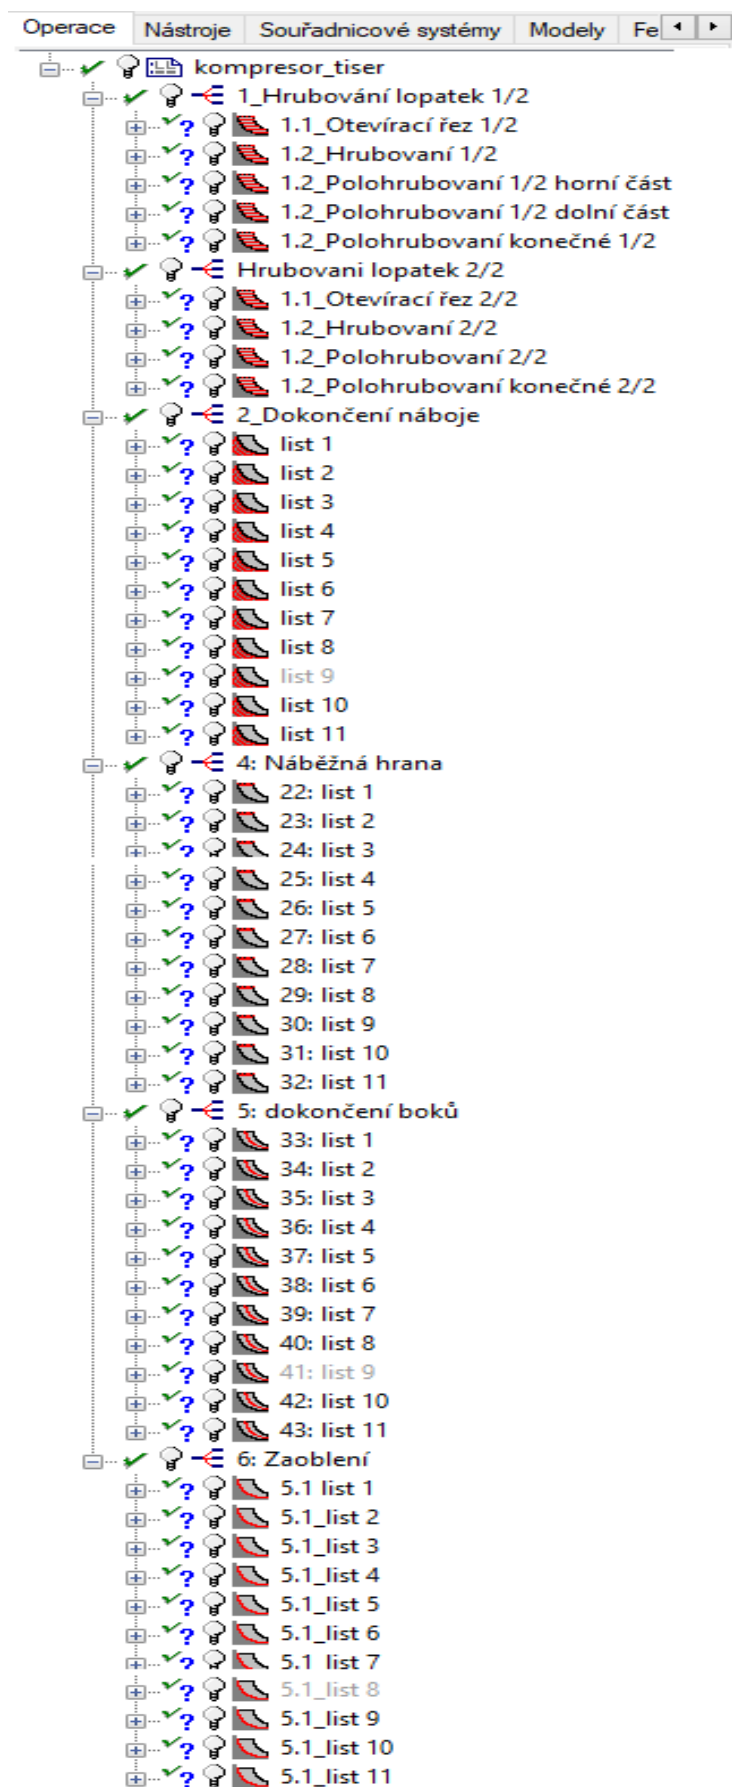 Operace Nástroje Souřadnicové systémy Modely Fe
kompresor_tiser
1_Hrubování lopatek 1/2
1.1_Otevírací řez 1/2
1.2_Hrubovaní 1/2
1.2_Polohrubovaní 1/2 horní část
1.2_Polohrubovaní 1/2 dolní část
1.2_Polohrubovaní konečné 1/2
Hrubovani lopatek 2/2
1.1_Otevírací řez 2/2
1.2_Hrubovaní 2/2
1.2_Polohrubovaní 2/2
1.2_Polohrubovaní konečné 2/2
2_Dokončení náboje
list 1
list 2
list 3
list 4
list 5
list 6
list 7
list 8
list 9
list 10
list 11
4: Náběžná hrana
22: list 1
23: list 2
24: list 3
25: list 4
26: list 5
27: list 6
28: list 7
29: list 8
30: list 9
31: list 10
32: list 11
5: dokončení boků
33: list 1
34: list 2
35: list 3
36: list 4
37: list 5
38: list 6
39: list 7
40: list 8
41: list 9
42: list 10
43: list 11
6: Zaoblení
5.1 list 1
5.1_list 2
5.1_list 3
5.1_list 4
5.1_list 5
5.1_list 6
5.1 list 7
5.1_list 8
5.1_list 9
5.1_list 10
5.1_list 11